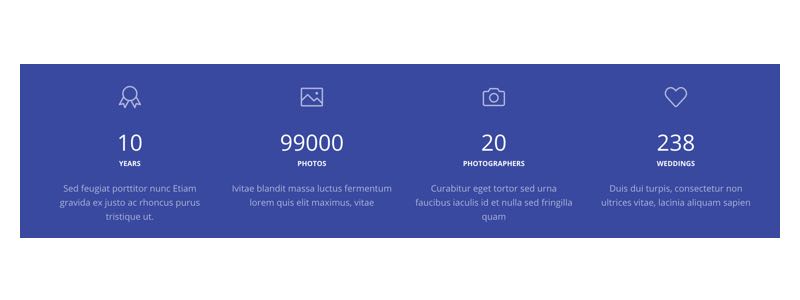 10
YEARS
Sed feugiat porttitor nunc Etiam
gravida ex justo ac rhoncus purus
tristique ut.
99000
PHOTOS
Ivitae blandit massa luctus fermentum
lorem quis elit maximus, vitae
20
PHOTOGRAPHERS
Curabitur eget tortor sed urna
faucibus iaculis id et nulla sed fringilla
quam
238
WEDDINGS
Duis dui turpis, consectetur non
ultrices vitae, lacinia aliquam sapien